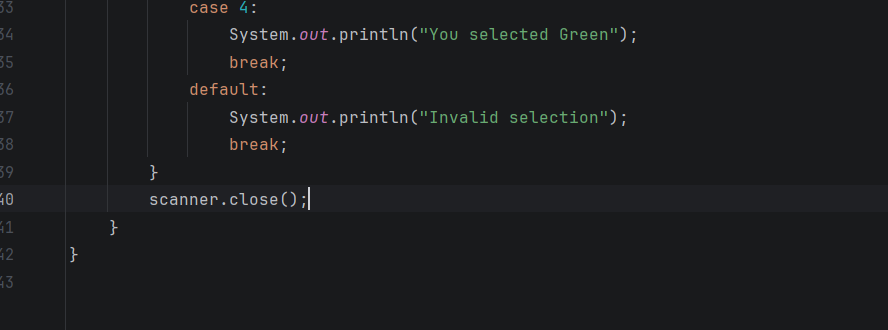 33 case 4:
34 System.out.println("You selected Green");
35 break;
36 default:
37 System.out.println("Invalid selection");
38 break;
39 }
40 scanner.close();
41 }
42 }
43